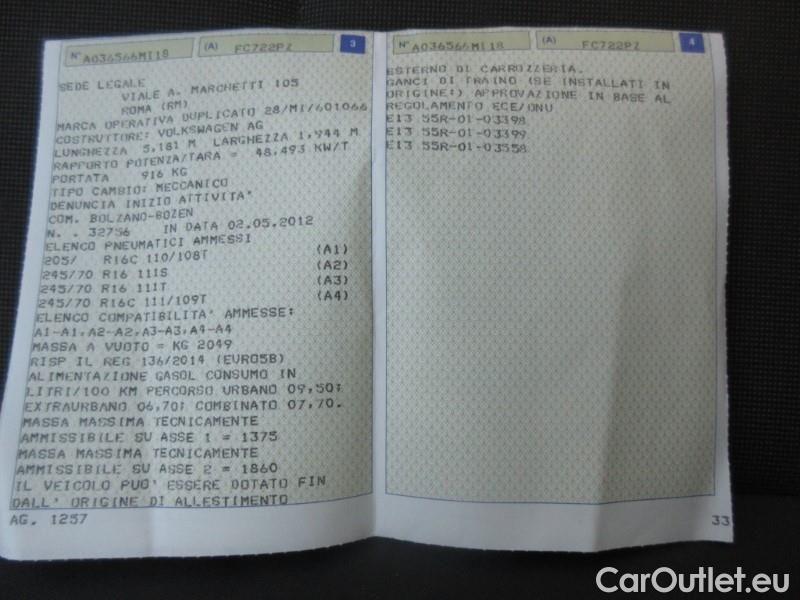 N° A036566MI18 (A) FC722PZ 3
SEDE LEGALE
VIALE A. MARCHETTI 105
ROMA (RM)
MARCA OPERATIVA DUPLICATO 28/MI/601066
COSTRUTTORE: VOLKSWAGEN AG
LUNGHEZZA 5,181 M LARGHEZZA 1,944 M
RAPPORTO POTENZA/TARA = 48,493 KW/T
PORTATA 916 KG
TIPO CAMBIO: MECCANICO
DENUNCIA INIZIO ATTIVITA'
COM. BOLZANO-BOZEN
N. . 32756 IN DATA 02.05.2012
ELENCO PNEUMATICI AMMESSI
205/ R16C 110/108T (A1)
245/70 R16 111S (A2)
245/70 R16 111T (A3)
245/70 R16C 111/109T (A4)
ELENCO COMPATIBILITA' AMMESSE:
A1-A1,A2-A2,A3-A3,A4-A4
MASSA A VUOTO = KG 2049
RISP IL REG 136/2014 (EURO5B)
ALIMENTAZIONE GASOL CONSUMO IN
LITRI/100 KM PERCORSO URBANO 09,50;
EXTRAURBANO 06,70; COMBINATO 07,70.
MASSA MASSIMA TECNICAMENTE
AMMISSIBILE SU ASSE 1 = 1375
MASSA MASSIMA TECNICAMENTE
AMMISSIBILE SU ASSE 2 = 1860
IL VEICOLO PUO' ESSERE DOTATO FIN
DALL' ORIGINE DI ALLESTIMENTO
AG. 1257
N° A036566MI18 (A) FC722PZ 4
ESTERNO DI CARROZZERIA.
GANCI DI TRAINO (SE INSTALLATI IN
ORIGINE:) APPROVAZIONE IN BASE AL
REGOLAMENTO ECE/ONU
E13 55R-01-03398
E13 55R-01-03399
E13 55R-01-03558
33
CarOutlet.eu